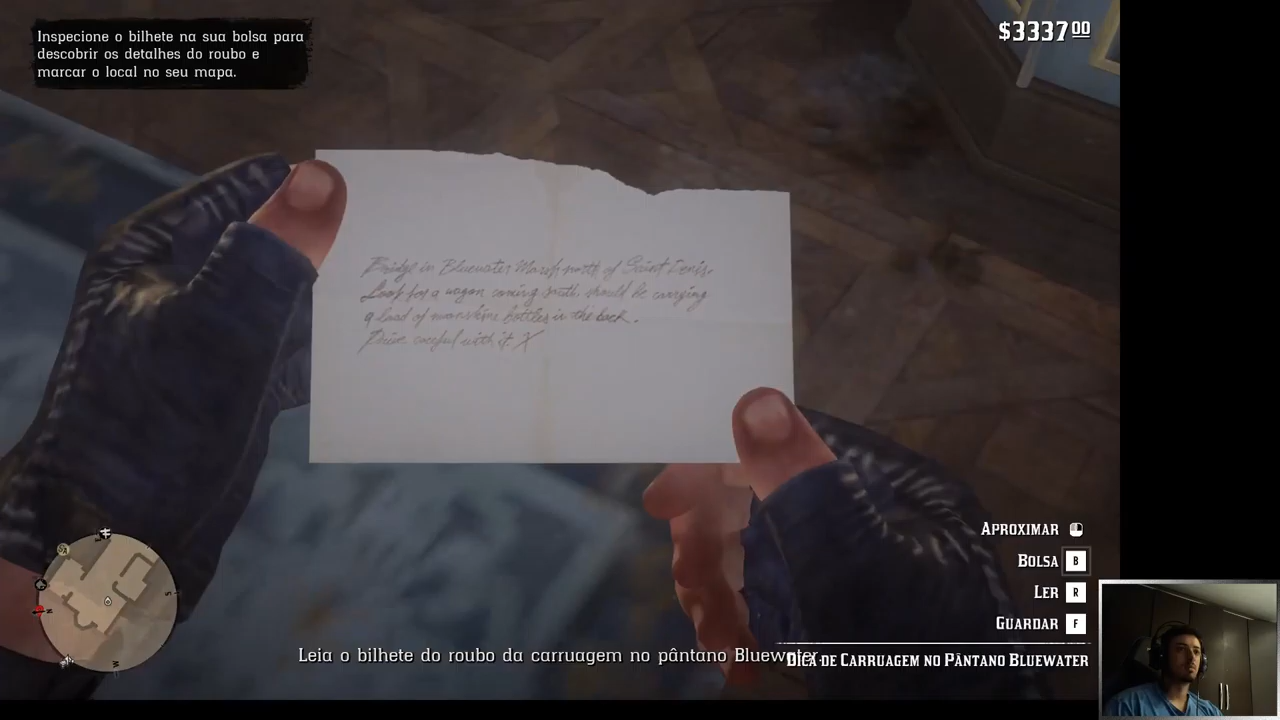 Inspecione o bilhete na sua bolsa para
descobrir os detalhes do roubo e
marcar o local no seu mapa.
$3337 00
Bridge in Bluewater Marsh north of Saint Denis.
Look for a wagon coming south, should be carrying
a load of moonshine bottles in the back.
Drive careful with it. X
APROXIMAR
BOLSA B
LER R
GUARDAR F
Leia o bilhete do roubo da carruagem no pântano Bluewater.
DICA DE CARRUAGEM NO PÂNTANO BLUEWATER